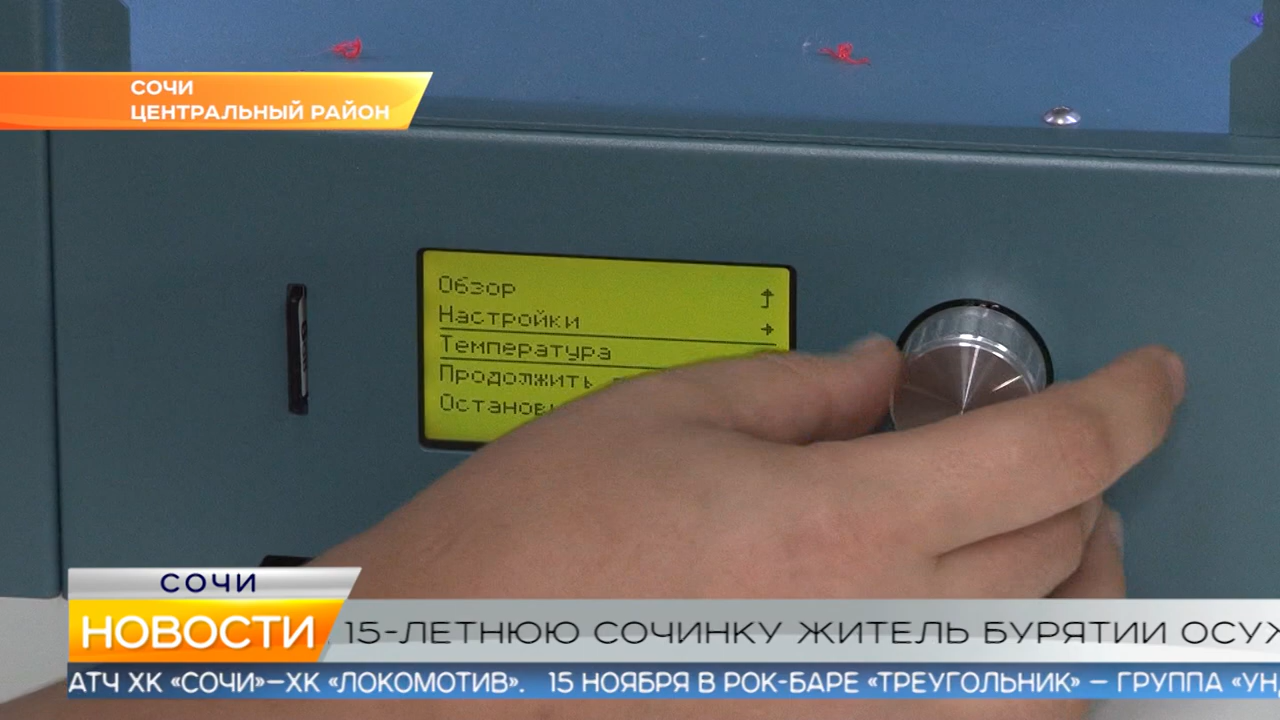 СОЧИ
ЦЕНТРАЛЬНЫЙ РАЙОН
Обзор
Настройки
Температура
Продолжить
СОЧИ
НОВОСТИ
15-ЛЕТНЮЮ СОЧИНКУ ЖИТЕЛЬ БУРЯТИИ
ХК «СОЧИ»—ХК «ЛОКОМОТИВ». 15 НОЯБРЯ В РОК-БАРЕ «ТРЕУГОЛЬНИК» — ГРУППА